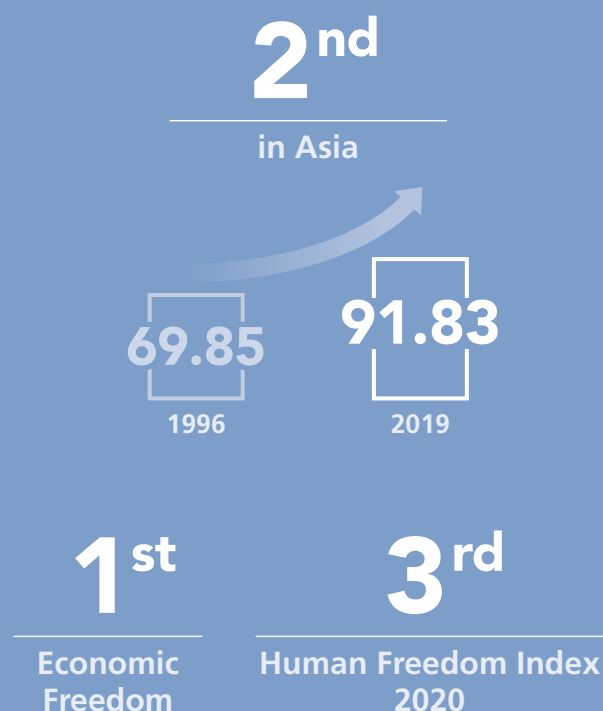 2nd
in Asia
69.85
91.83
1996
2019
1st
3rd
Economic
Freedom
Human Freedom Index
2020